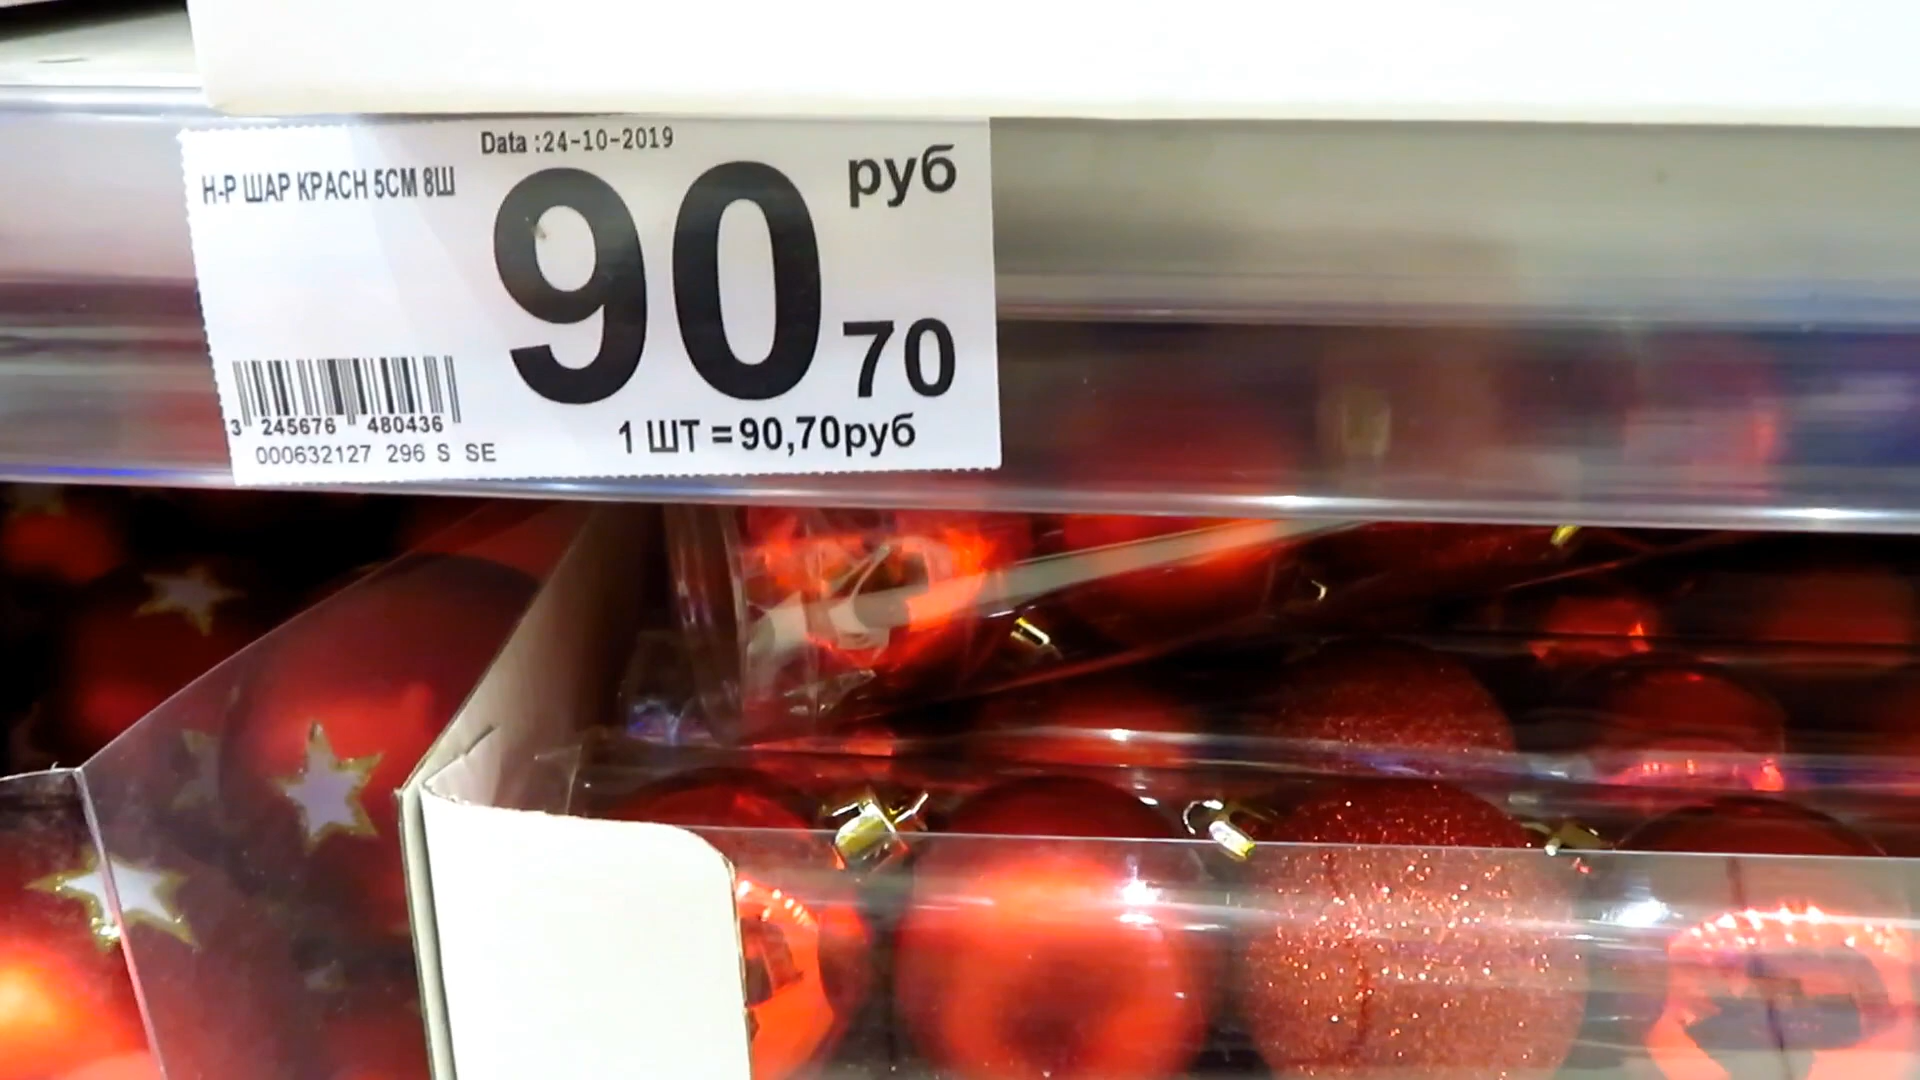 Data :24-10-2019
Н-Р ШАР КРАСН 5СМ 8Ш
90 руб
70
3 245676 480436
1 ШТ =90,70руб
000632127 296 S SE